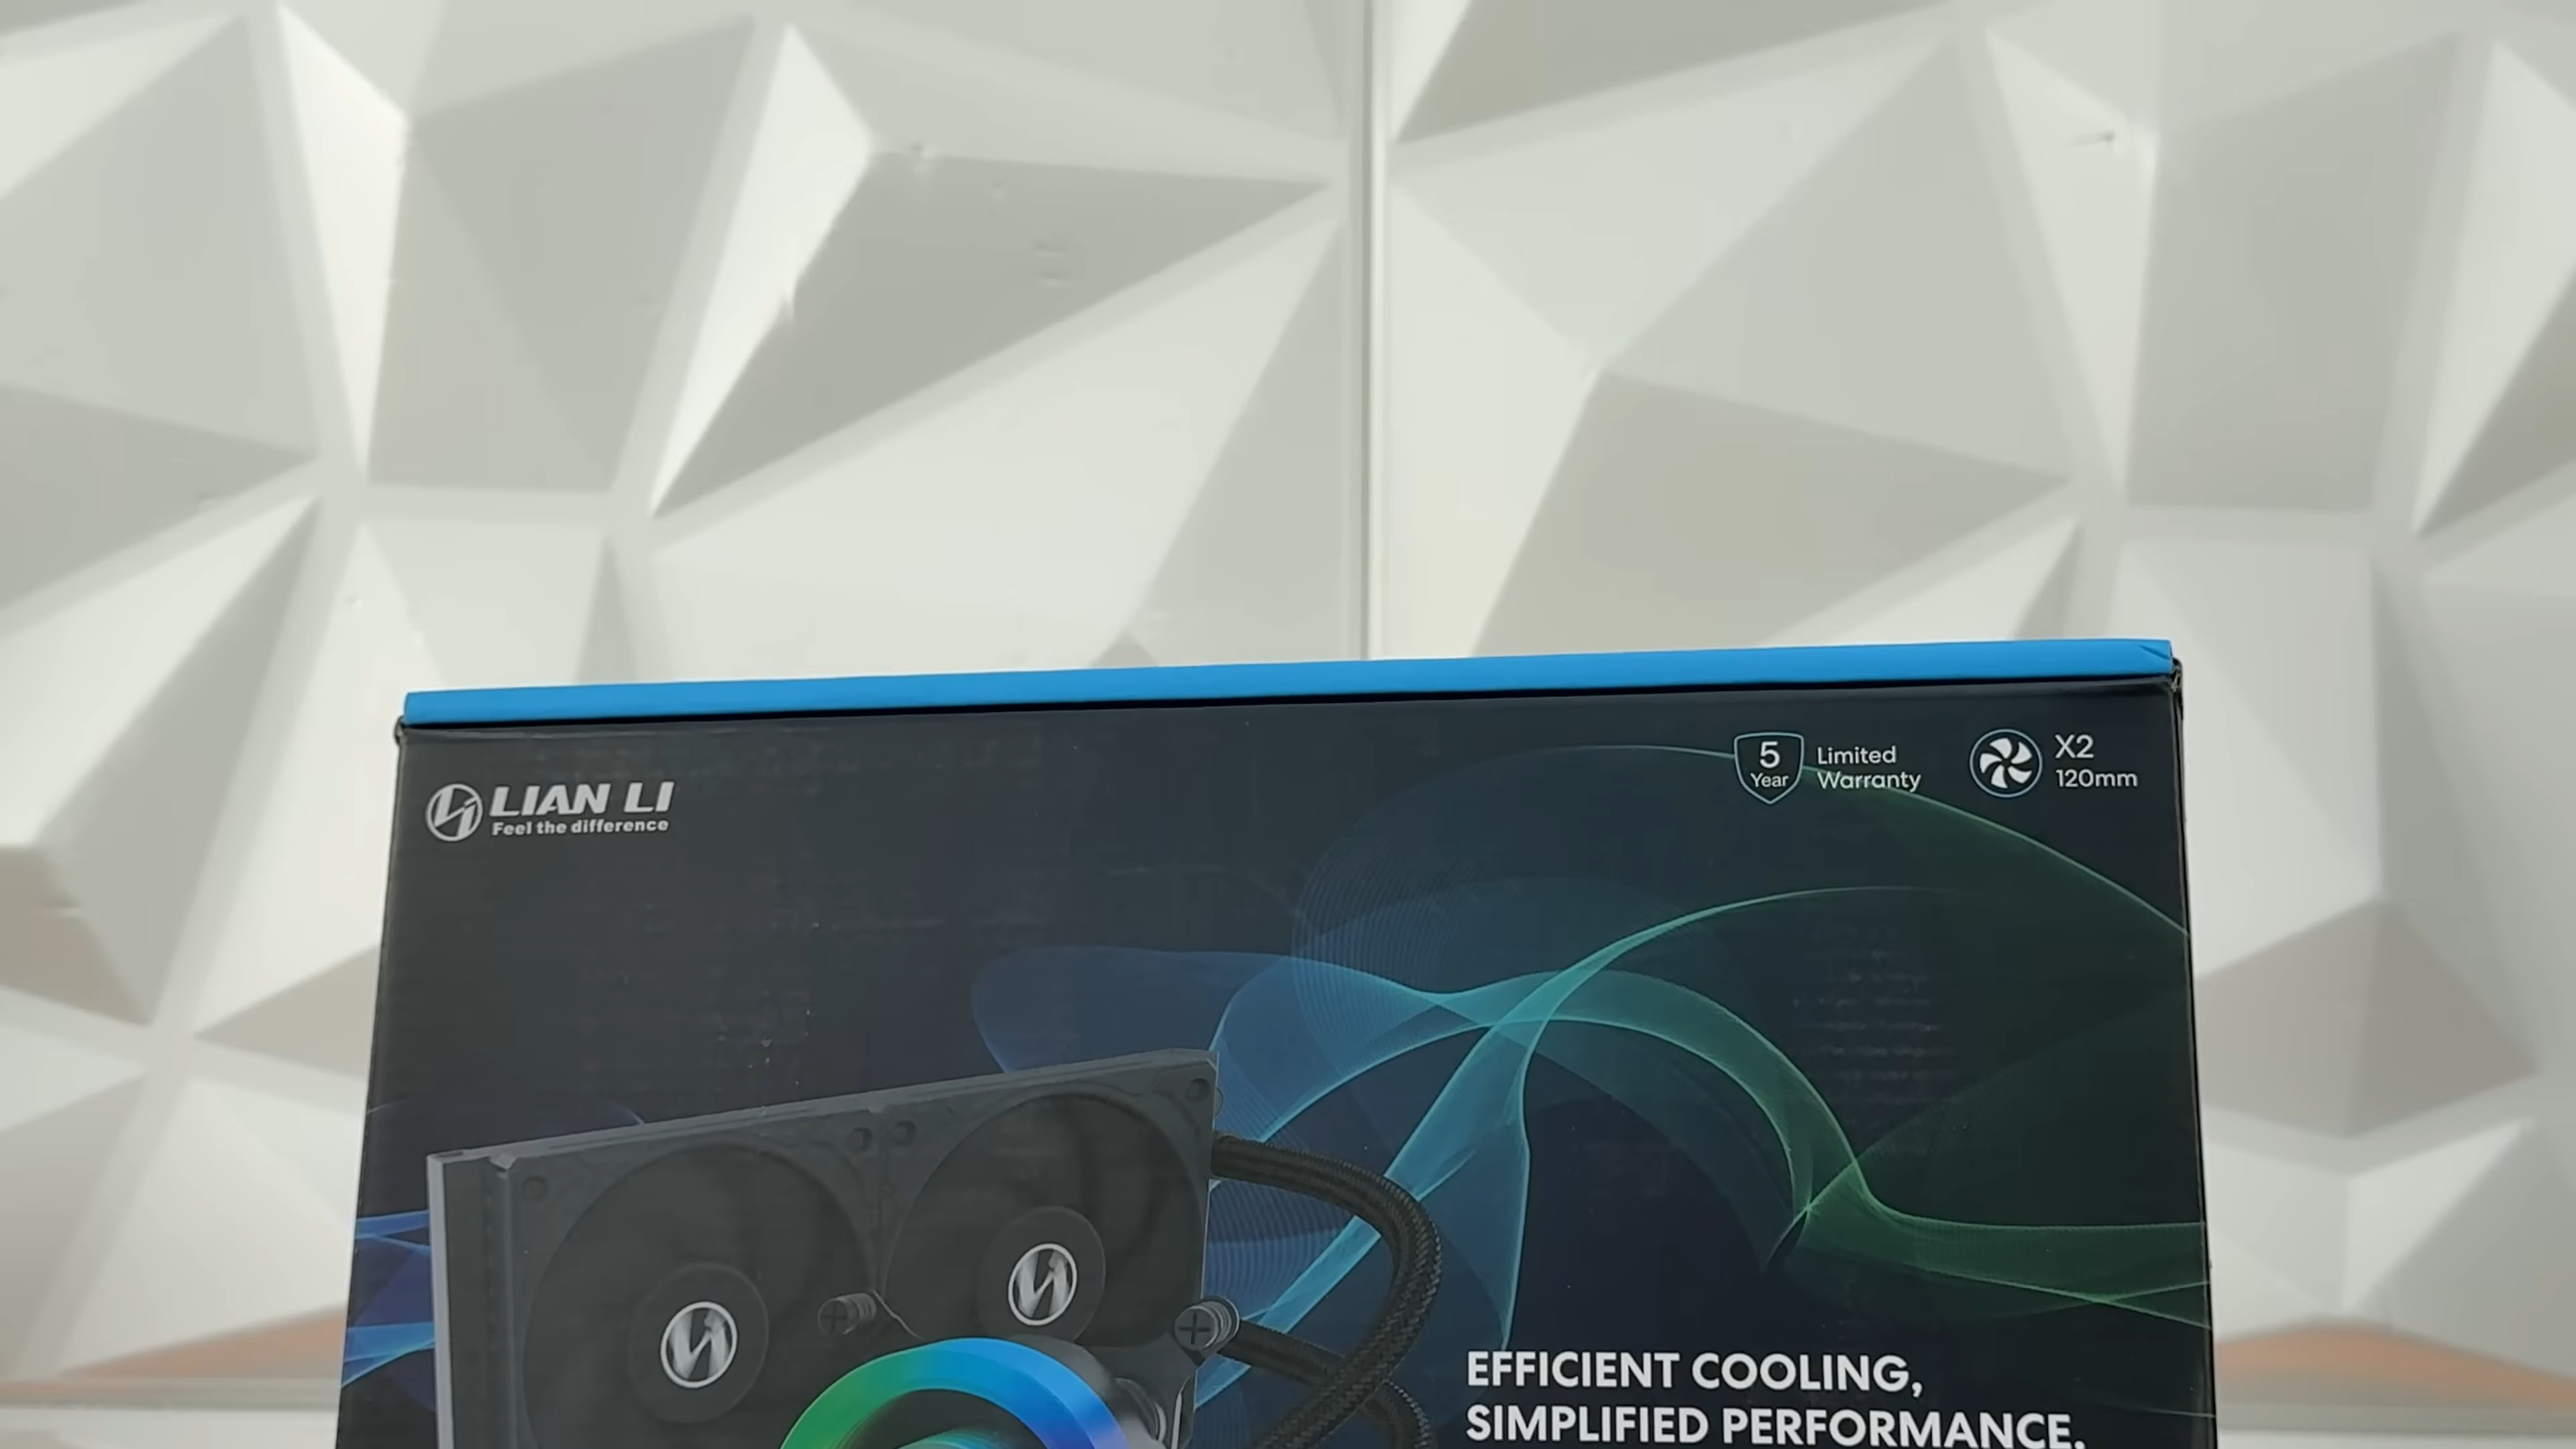 LIAN LI
Feel the difference
5
Year
Limited
Warranty
X2
120mm
EFFICIENT COOLING,
SIMPLIFIED PERFORMANCE.